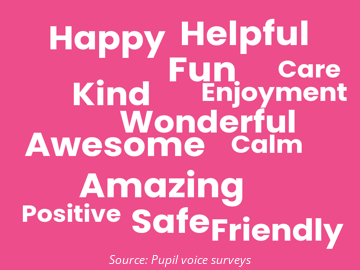 Happy Helpful
Fun Care
Kind Enjoyment
Wonderful
Awesome Calm
Amazing
Positive Safe Friendly
Source: Pupil voice surveys